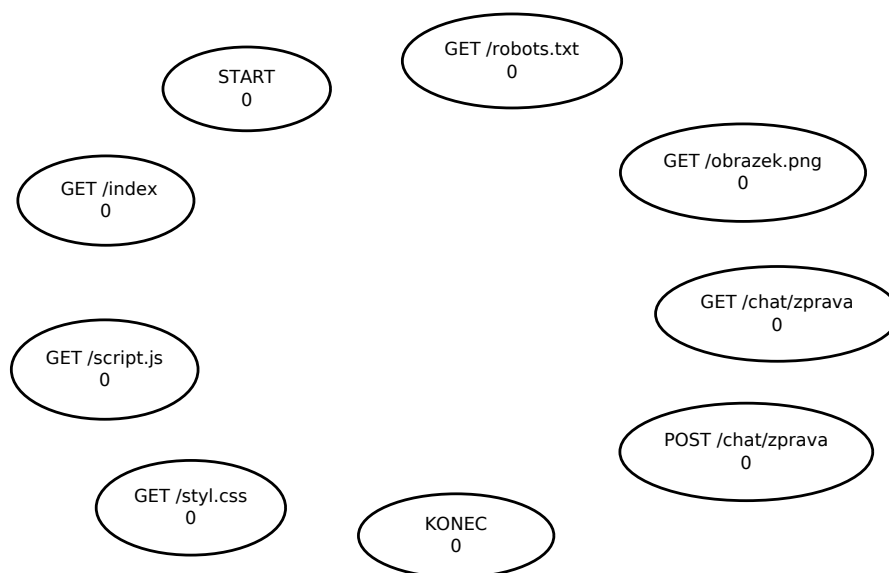 GET /robots.txt
0
START
0
GET /obrazek.png
0
GET /index
0
GET /chat/zprava
0
GET /script.js
0
POST /chat/zprava
0
GET /styl.css
0
KONEC
0